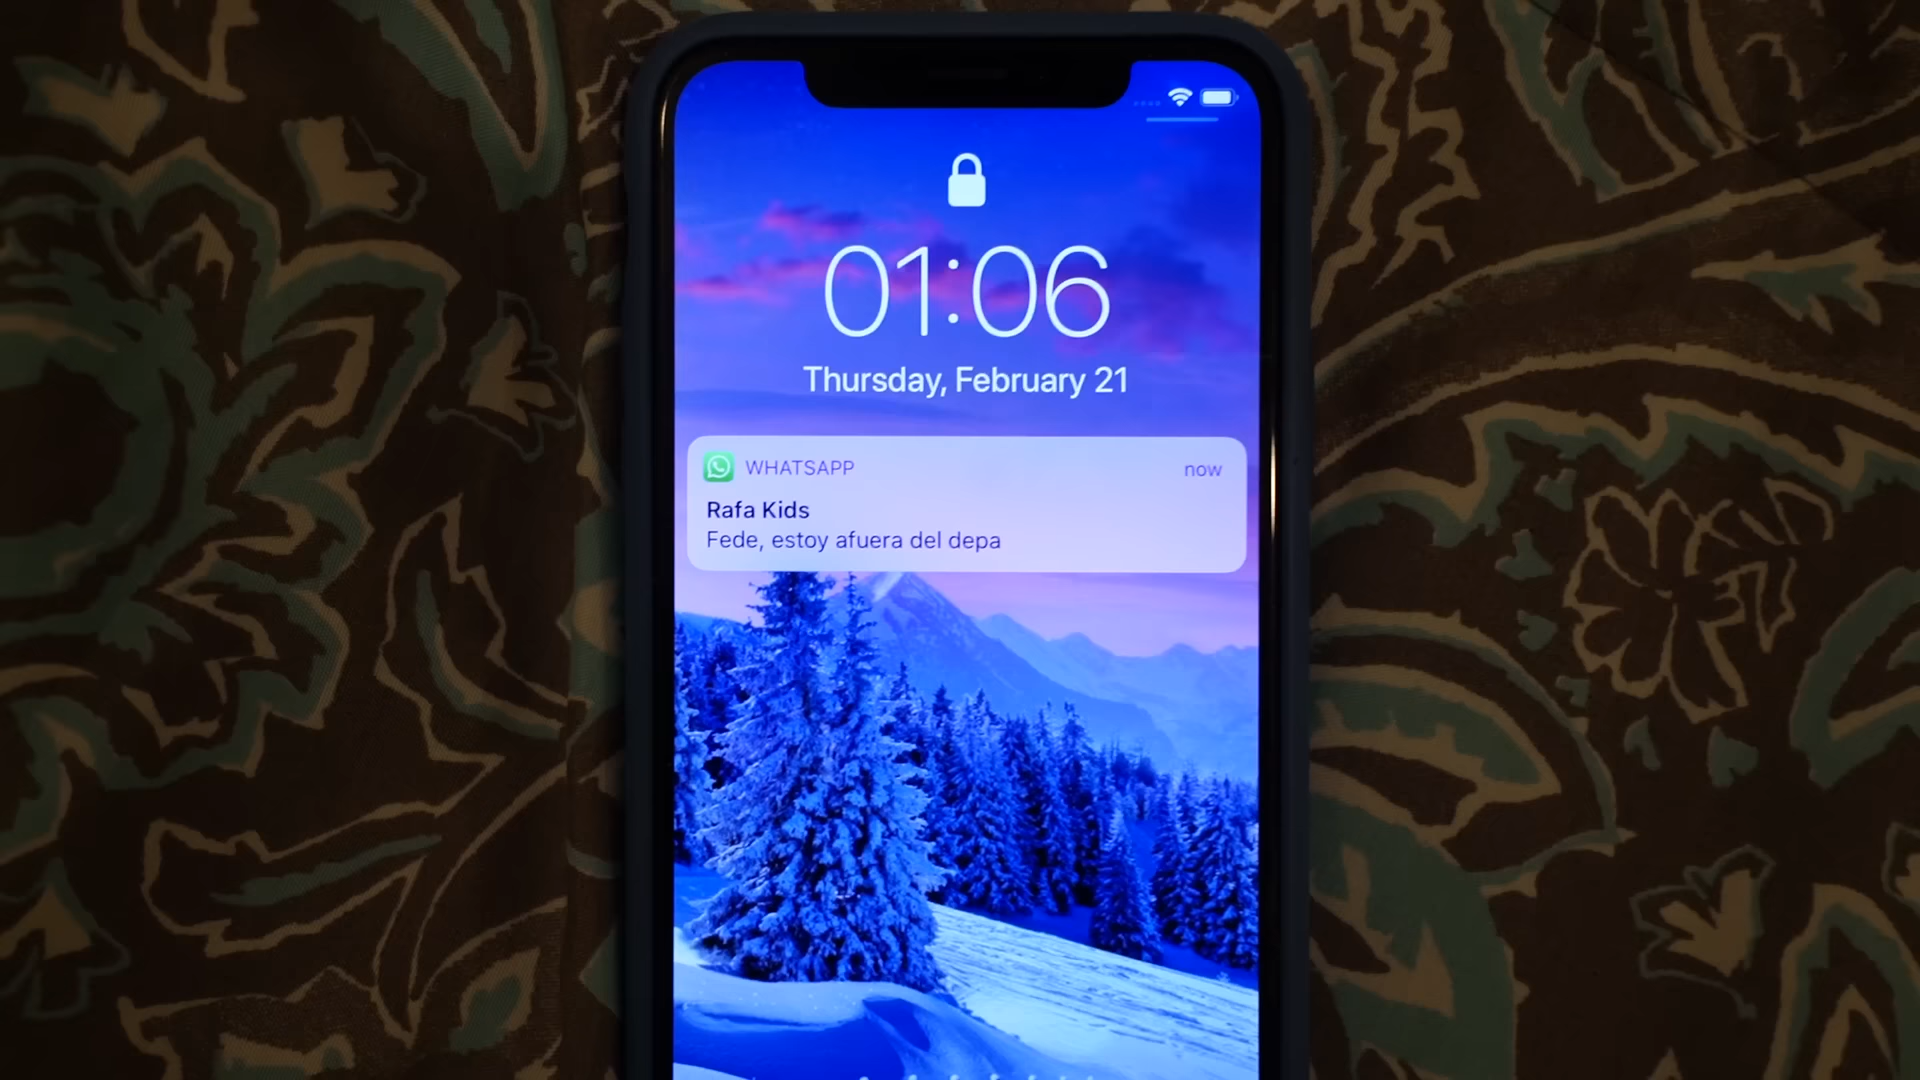 01:06
Thursday, February 21
WHATSAPP now
Rafa Kids
Fede, estoy afuera del depa